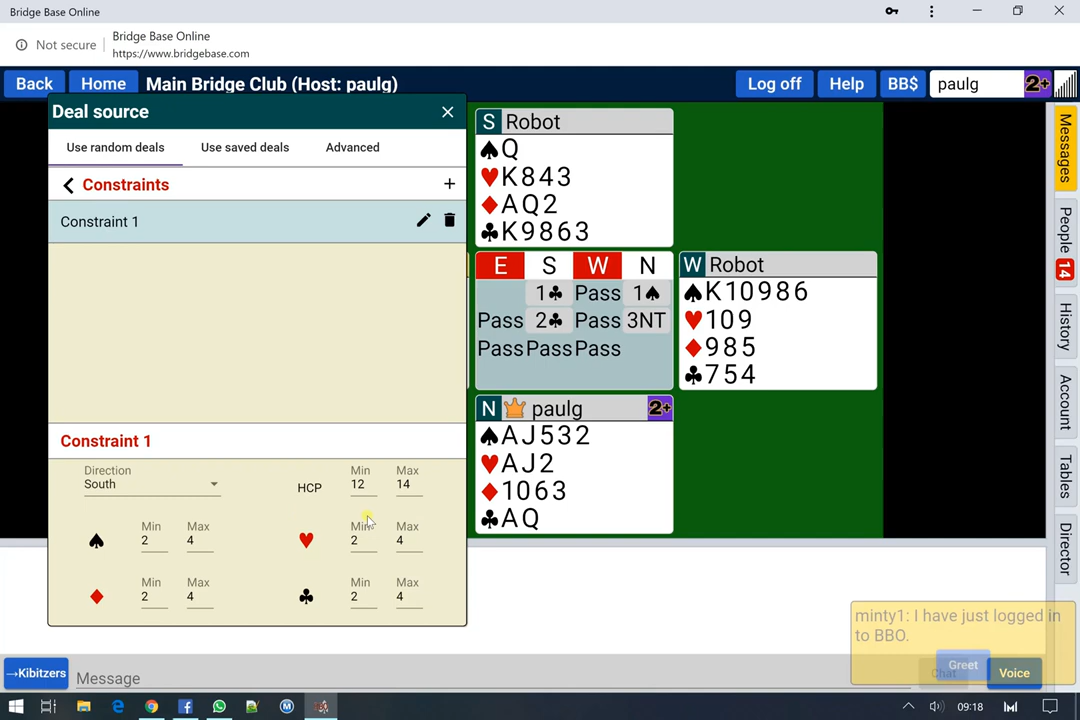 Bridge Base Online
Not secure
Bridge Base Online
https://www.bridgebase.com
Back Home Main Bridge Club (Host: paulg) Log off Help BB$ paulg 2+
Deal source
Use random deals Use saved deals Advanced
Constraints +
Constraint 1
Constraint 1
Direction
South
HCP
Min Max
12 14
♠ Min Max
2 4
♥ Min Max
2 4
♦ Min Max
2 4
♣ Min Max
2 4
S Robot
♠Q
♥K843
♦AQ2
♣K9863
E S W N
1♣ Pass 1♠
Pass 2♣ Pass 3NT
Pass Pass Pass
W Robot
♠K10986
♥109
♦985
♣754
N paulg 2+
♠AJ532
♥AJ2
♦1063
♣AQ
Messages
People 14
History
Account
Tables
Director
minty1: I have just logged in
to BBO.
Chat Greet Voice
→Kibitzers Message
09:18